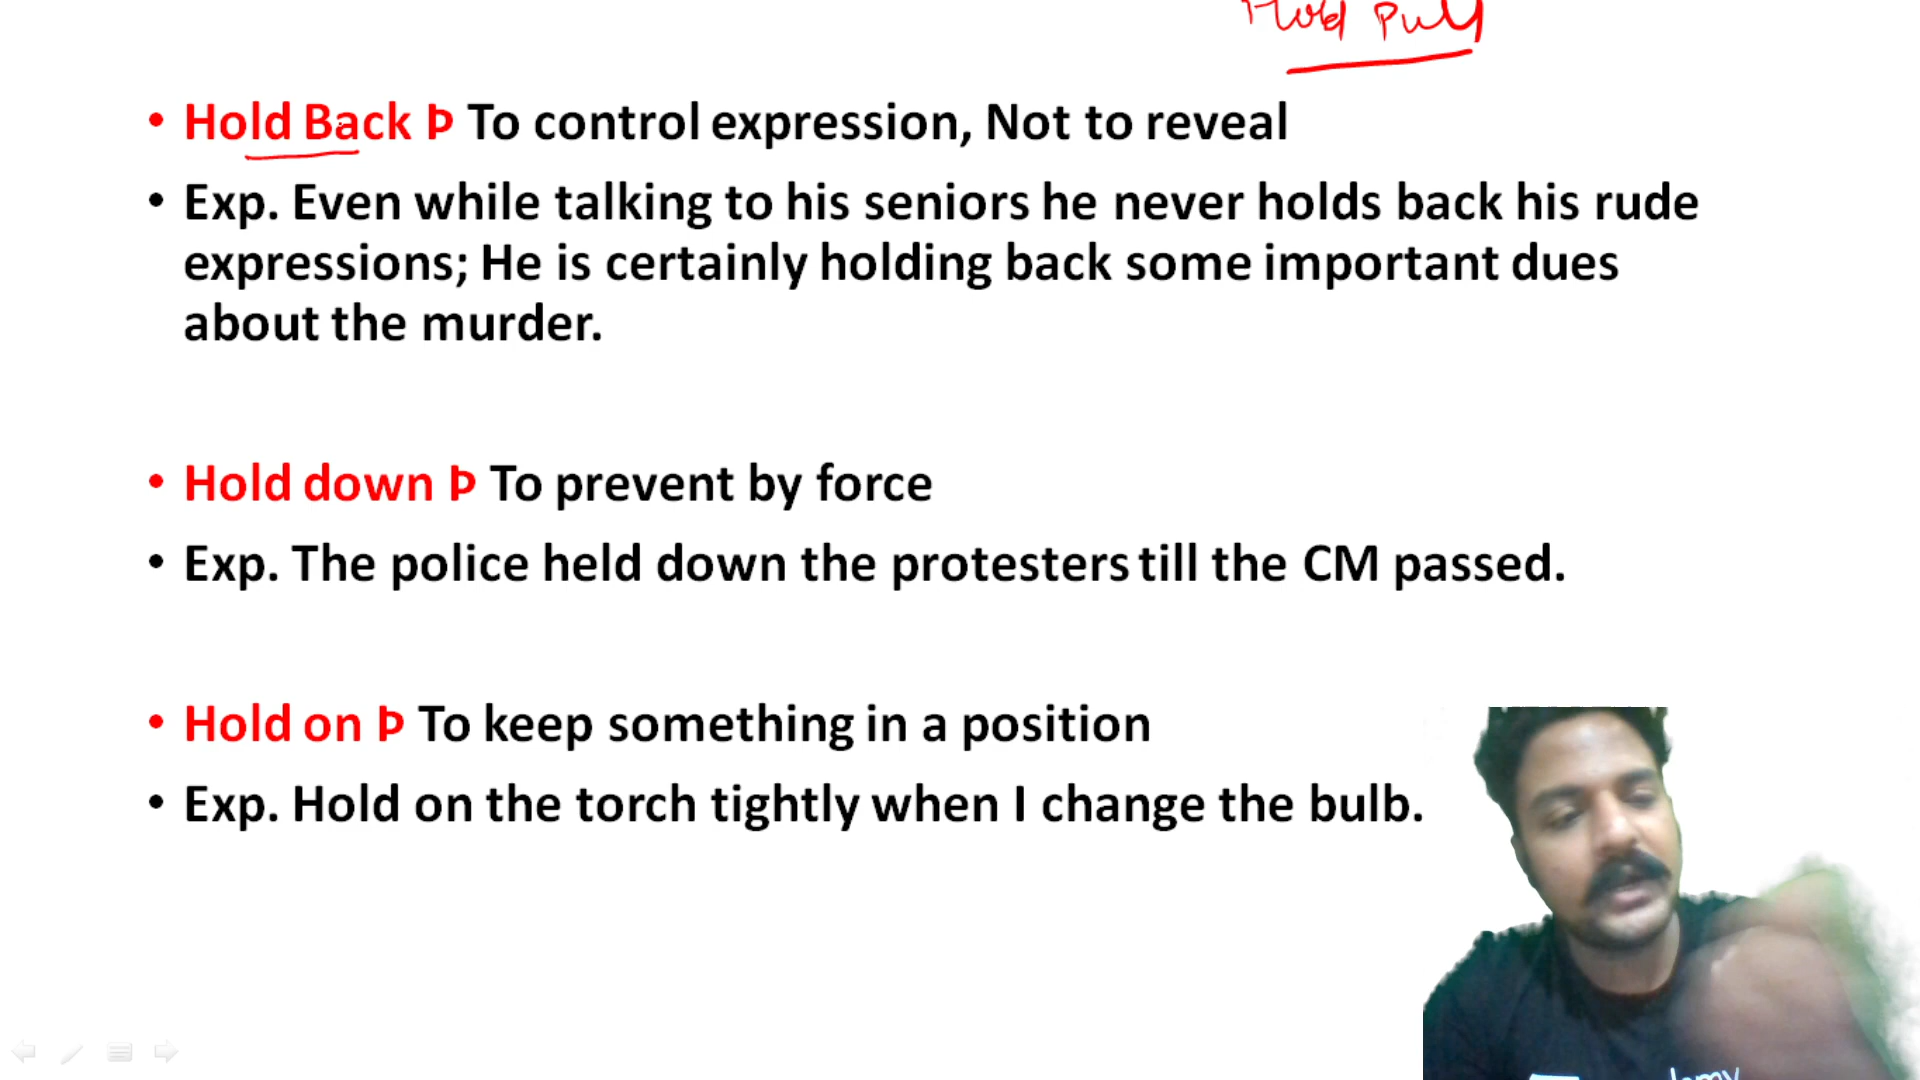 Hold Pull
• Hold Back Þ To control expression, Not to reveal
• Exp. Even while talking to his seniors he never holds back his rude
expressions; He is certainly holding back some important dues
about the murder.
• Hold down Þ To prevent by force
• Exp. The police held down the protesters till the CM passed.
• Hold on Þ To keep something in a position
• Exp. Hold on the torch tightly when I change the bulb.